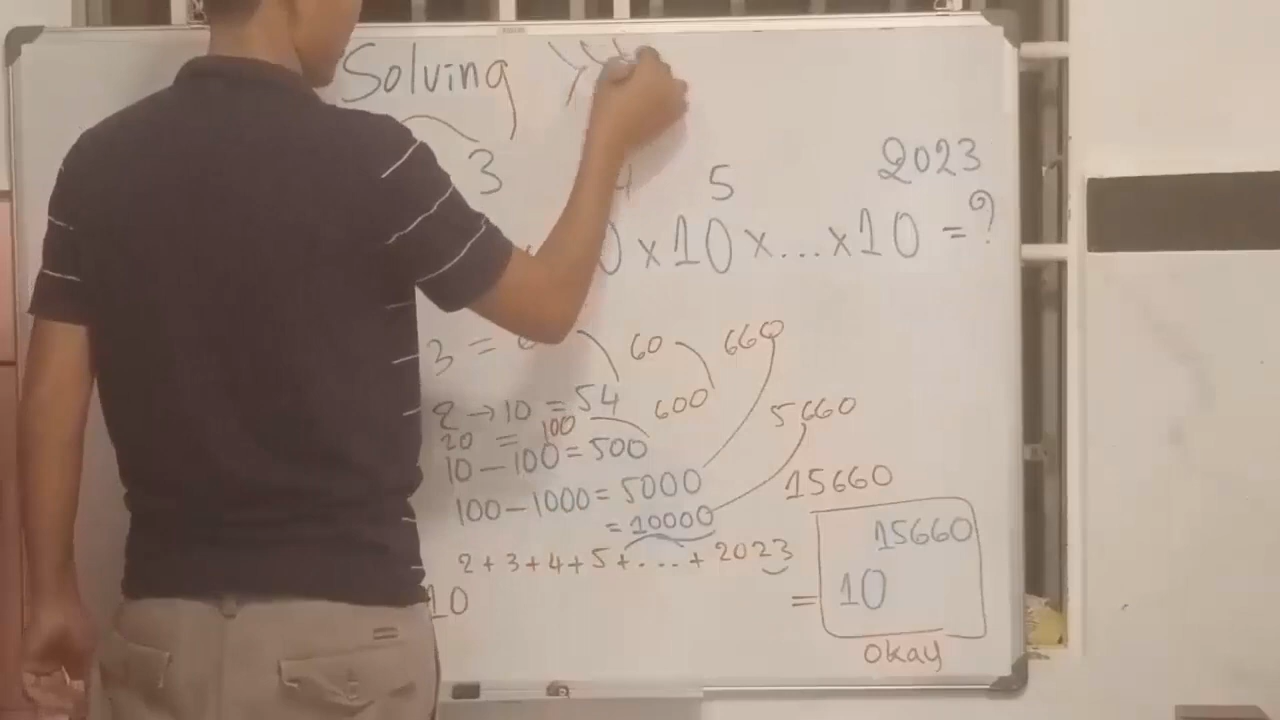 Solving
3 4 5 2023
0 x 10 x ... x 10 = ?
3 =
60 660
2 → 10 = 54
600
5660
20 = 100
10 — 100 = 500
100 — 1000 = 5000
15660
= 10000
15660
2 + 3 + 4 + 5 + .... + 2023
10 = 10
Okay